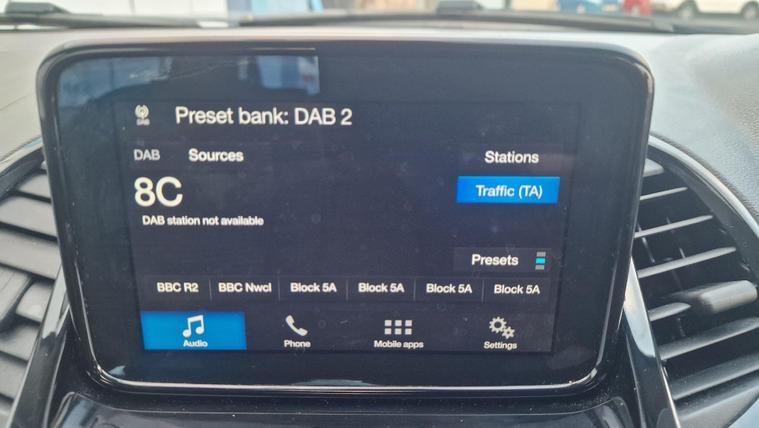 Preset bank: DAB 2
DAB Sources Stations
8C Traffic (TA)
DAB station not available
Presets
BBC R2 BBC Nwcl Block 5A Block 5A Block 5A Block 5A
Audio Phone Mobile apps Settings